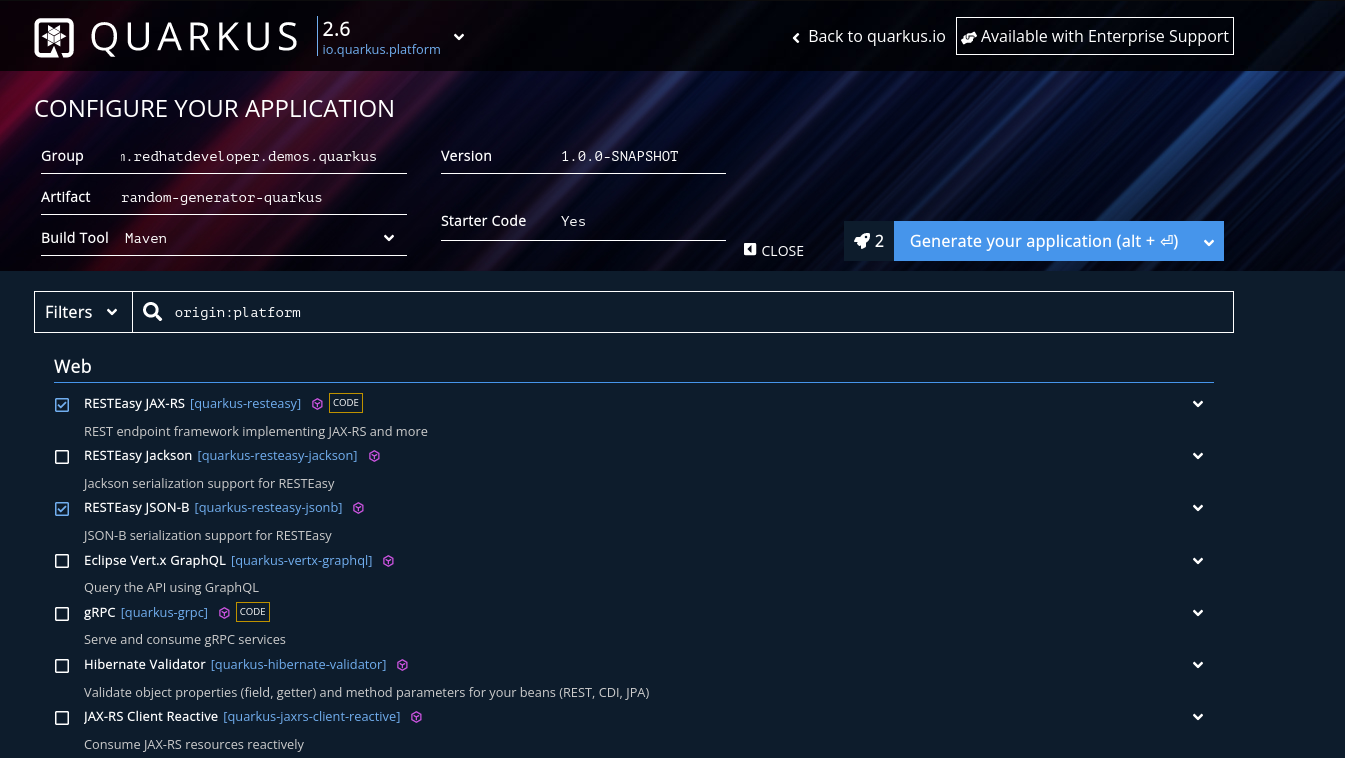 QUARKUS
2.6
io.quarkus.platform
Back to quarkus.io
Available with Enterprise Support
CONFIGURE YOUR APPLICATION
Group .redhatdeveloper.demos.quarkus
Version 1.0.0-SNAPSHOT
Artifact random-generator-quarkus
Build Tool Maven
Starter Code Yes
CLOSE
2
Generate your application (alt + ⏎)
Filters
origin:platform
Web
RESTEasy JAX-RS [quarkus-resteasy] CODE
REST endpoint framework implementing JAX-RS and more
RESTEasy Jackson [quarkus-resteasy-jackson]
Jackson serialization support for RESTEasy
RESTEasy JSON-B [quarkus-resteasy-jsonb]
JSON-B serialization support for RESTEasy
Eclipse Vert.x GraphQL [quarkus-vertx-graphql]
Query the API using GraphQL
gRPC [quarkus-grpc] CODE
Serve and consume gRPC services
Hibernate Validator [quarkus-hibernate-validator]
Validate object properties (field, getter) and method parameters for your beans (REST, CDI, JPA)
JAX-RS Client Reactive [quarkus-jaxrs-client-reactive]
Consume JAX-RS resources reactively